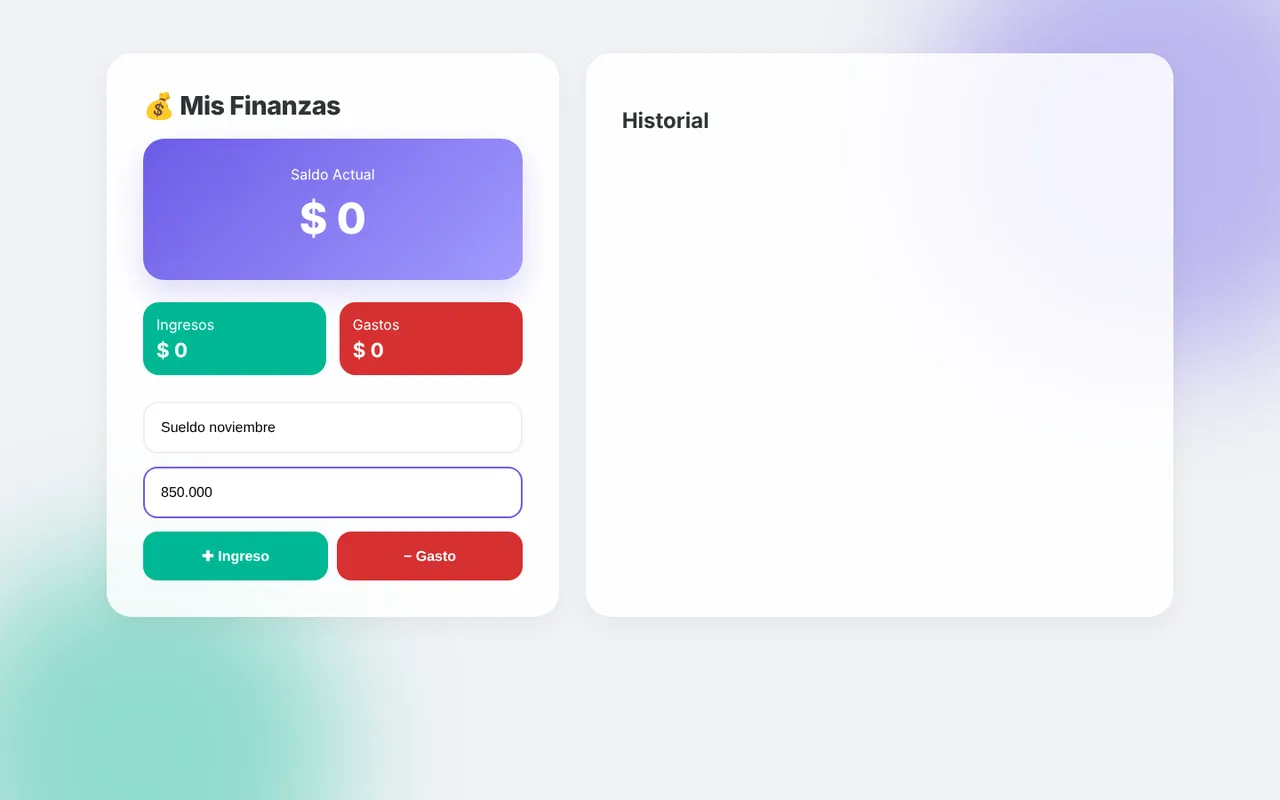 💰 Mis Finanzas
Saldo Actual
$ 0
Ingresos
$ 0
Gastos
$ 0
Sueldo noviembre
850.000
+ Ingreso
− Gasto
Historial